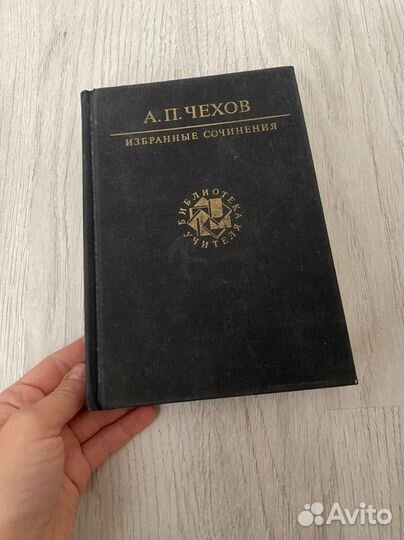 А. П. ЧЕХОВ
ИЗБРАННЫЕ СОЧИНЕНИЯ
БИБЛИОТЕКА
УЧИТЕЛЯ
Avito